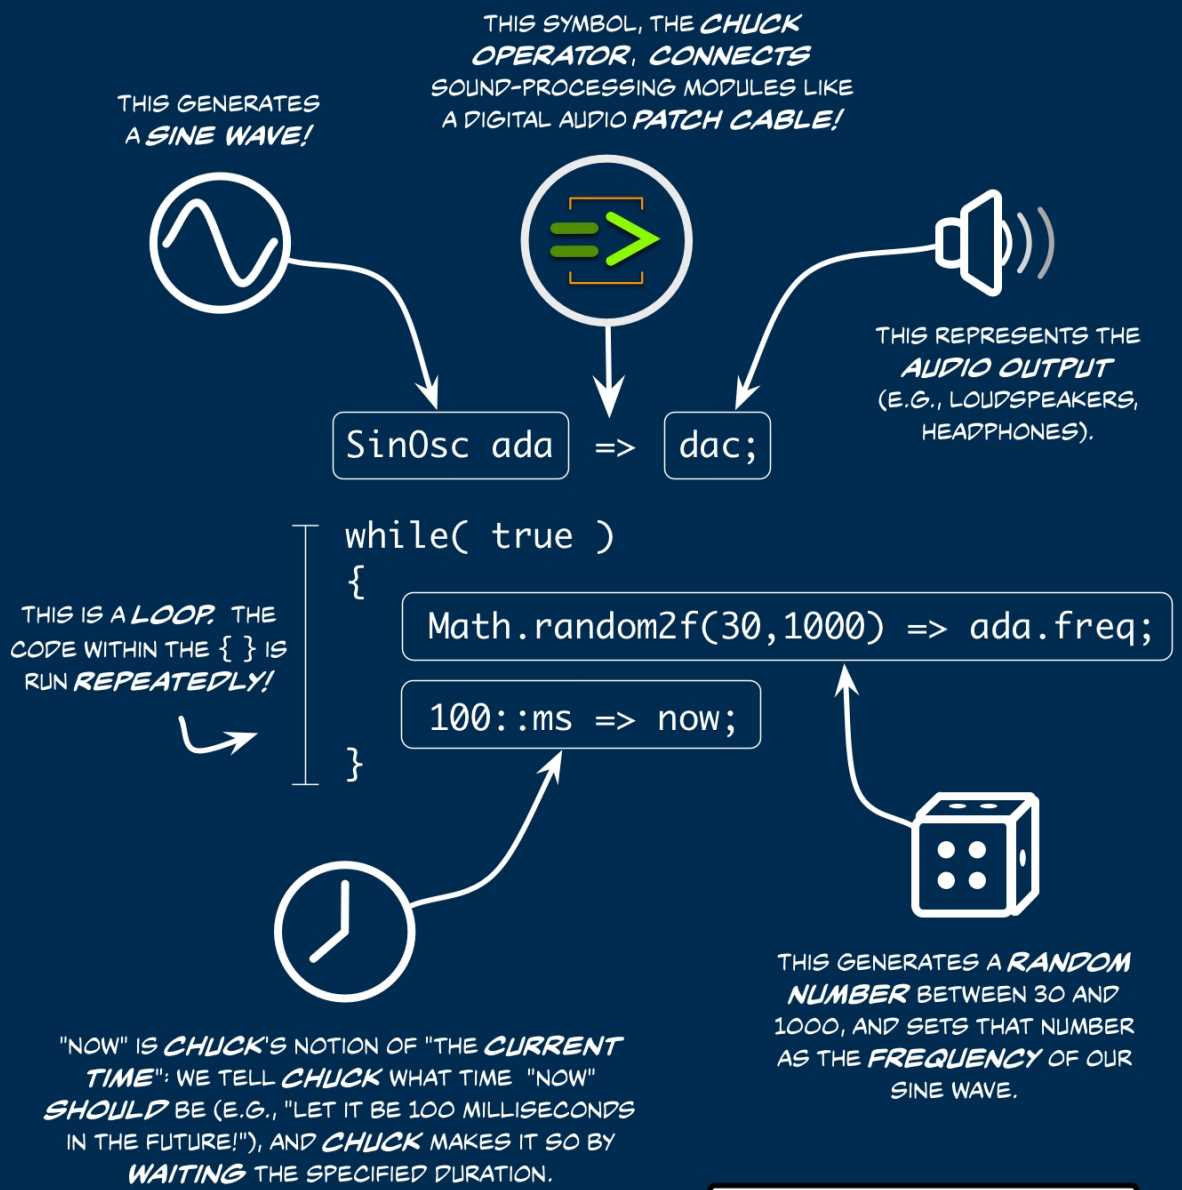 THIS SYMBOL, THE CHUCK
OPERATOR, CONNECTS
SOUND-PROCESSING MODULES LIKE
A DIGITAL AUDIO PATCH CABLE!
THIS GENERATES
A SINE WAVE!
=>
THIS REPRESENTS THE
AUDIO OUTPUT
(E.G., LOUDSPEAKERS,
HEADPHONES).
SinOsc ada => dac;
while( true )
{
Math.random2f(30,1000) => ada.freq;
100::ms => now;
}
THIS IS A LOOP. THE
CODE WITHIN THE { } IS
RUN REPEATEDLY!
THIS GENERATES A RANDOM
NUMBER BETWEEN 30 AND
1000, AND SETS THAT NUMBER
AS THE FREQUENCY OF OUR
SINE WAVE.
"NOW" IS CHUCK'S NOTION OF "THE CURRENT
TIME": WE TELL CHUCK WHAT TIME "NOW"
SHOULD BE (E.G., "LET IT BE 100 MILLISECONDS
IN THE FUTURE!"), AND CHUCK MAKES IT SO BY
WAITING THE SPECIFIED DURATION.